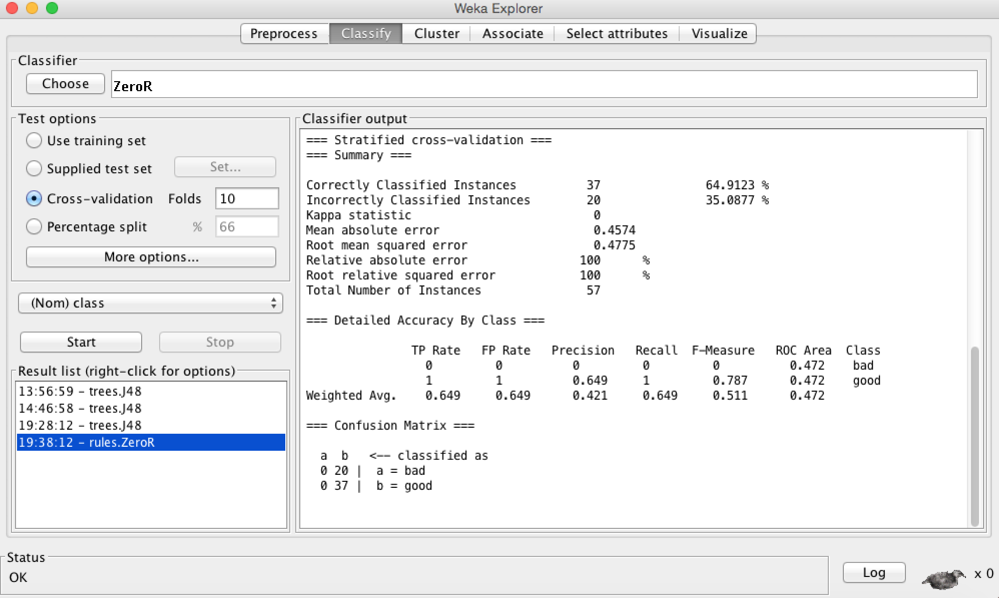 Weka Explorer
Preprocess Classify Cluster Associate Select attributes Visualize
Classifier
Choose ZeroR
Test options
Use training set
Supplied test set Set...
Cross-validation Folds 10
Percentage split % 66
More options...
(Nom) class
Start Stop
Result list (right-click for options)
13:56:59 - trees.J48
14:46:58 - trees.J48
19:28:12 - trees.J48
19:38:12 - rules.ZeroR
Classifier output
=== Stratified cross-validation ===
=== Summary ===
Correctly Classified Instances 37 64.9123 %
Incorrectly Classified Instances 20 35.0877 %
Kappa statistic 0
Mean absolute error 0.4574
Root mean squared error 0.4775
Relative absolute error 100 %
Root relative squared error 100 %
Total Number of Instances 57
=== Detailed Accuracy By Class ===
TP Rate FP Rate Precision Recall F-Measure ROC Area Class
0 0 0 0 0 0.472 bad
1 1 0.649 1 0.787 0.472 good
Weighted Avg. 0.649 0.649 0.421 0.649 0.511 0.472
=== Confusion Matrix ===
a b <-- classified as
0 20 | a = bad
0 37 | b = good
Status
OK
Log x 0